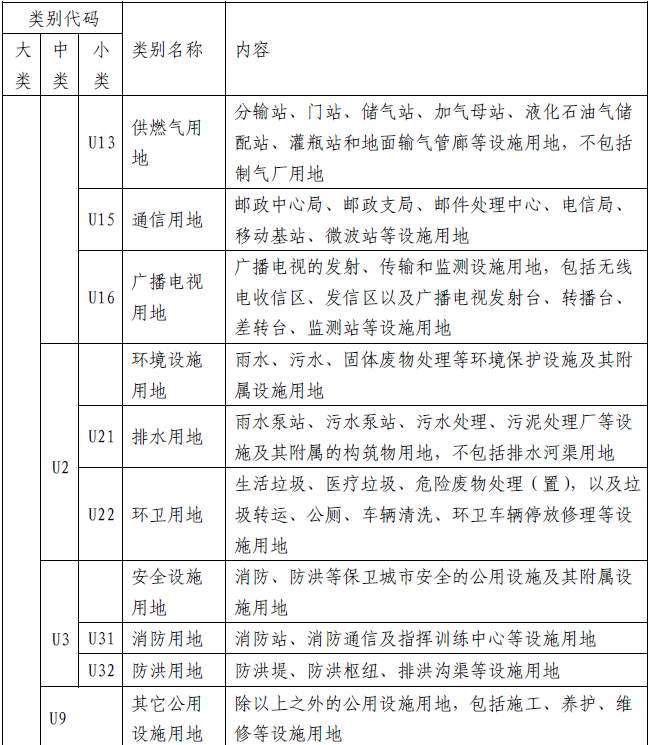 类别代码
类别名称
内容
大类
中类
小类
U13
供燃气用地
分输站、门站、储气站、加气母站、液化石油气储
配站、灌瓶站和地面输气管廊等设施用地，不包括
制气厂用地
U15
通信用地
邮政中心局、邮政支局、邮件处理中心、电信局、
移动基站、微波站等设施用地
U16
广播电视用地
广播电视的发射、传输和监测设施用地，包括无线
电收信区、发信区以及广播电视发射台、转播台、
差转台、监测站等设施用地
U2
环境设施用地
雨水、污水、固体废物处理等环境保护设施及其附
属设施用地
U21
排水用地
雨水泵站、污水泵站、污水处理、污泥处理厂等设
施及其附属的构筑物用地，不包括排水河渠用地
U22
环卫用地
生活垃圾、医疗垃圾、危险废物处理（置），以及垃
圾转运、公厕、车辆清洗、环卫车辆停放修理等设
施用地
U3
安全设施用地
消防、防洪等保卫城市安全的公用设施及其附属设
施用地
U31
消防用地
消防站、消防通信及指挥训练中心等设施用地
U32
防洪用地
防洪堤、防洪枢纽、排洪沟渠等设施用地
U9
其它公用设施用地
除以上之外的公用设施用地，包括施工、养护、维
修等设施用地